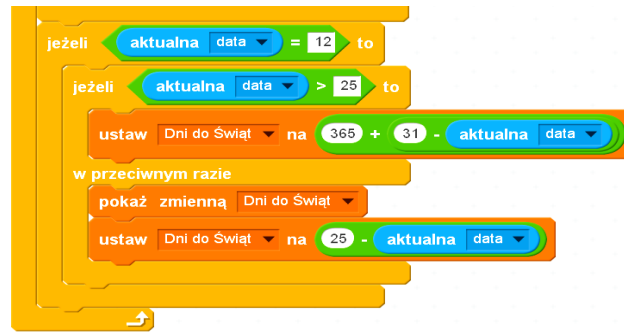 jeżeli aktualna data = 12 to
jeżeli aktualna data > 25 to
ustaw Dni do Świąt na 365 + 31 - aktualna data
w przeciwnym razie
pokaż zmienną Dni do Świąt
ustaw Dni do Świąt na 25 - aktualna data